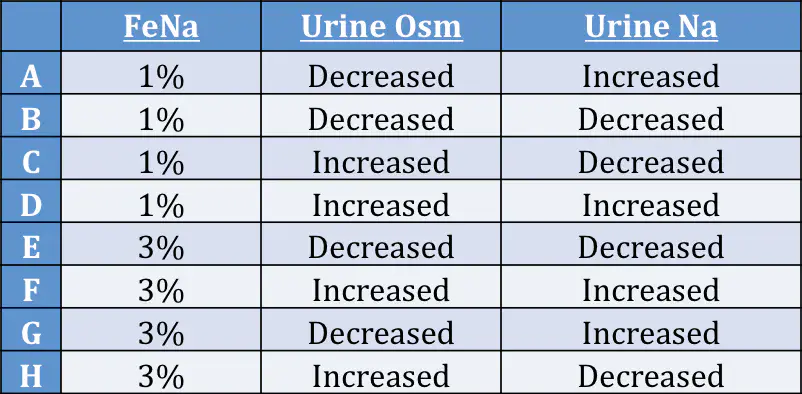 FeNa Urine Osm Urine Na
A 1% Decreased Increased
B 1% Decreased Decreased
C 1% Increased Decreased
D 1% Increased Increased
E 3% Decreased Decreased
F 3% Increased Increased
G 3% Decreased Increased
H 3% Increased Decreased